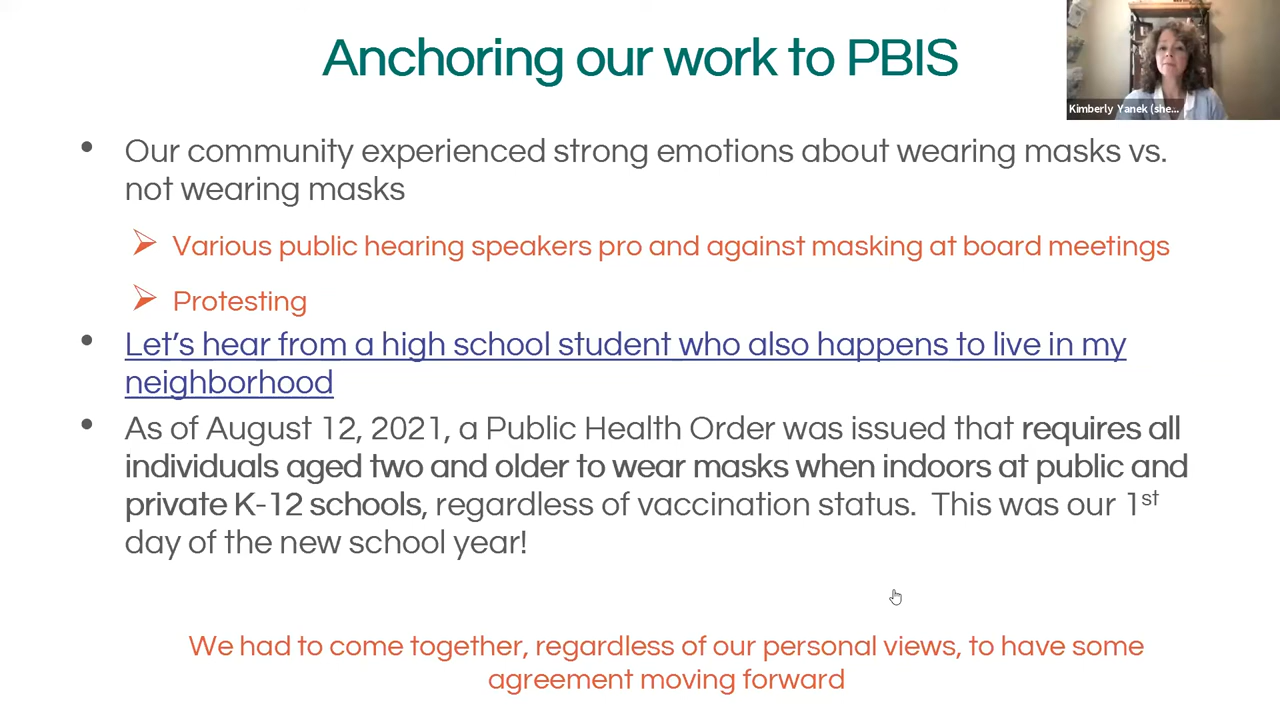 Anchoring our work to PBIS
Kimberly Yanek (she...
• Our community experienced strong emotions about wearing masks vs.
not wearing masks
➢ Various public hearing speakers pro and against masking at board meetings
➢ Protesting
• Let's hear from a high school student who also happens to live in my
neighborhood
• As of August 12, 2021, a Public Health Order was issued that requires all
individuals aged two and older to wear masks when indoors at public and
private K-12 schools, regardless of vaccination status.  This was our 1st
day of the new school year!
We had to come together, regardless of our personal views, to have some
agreement moving forward